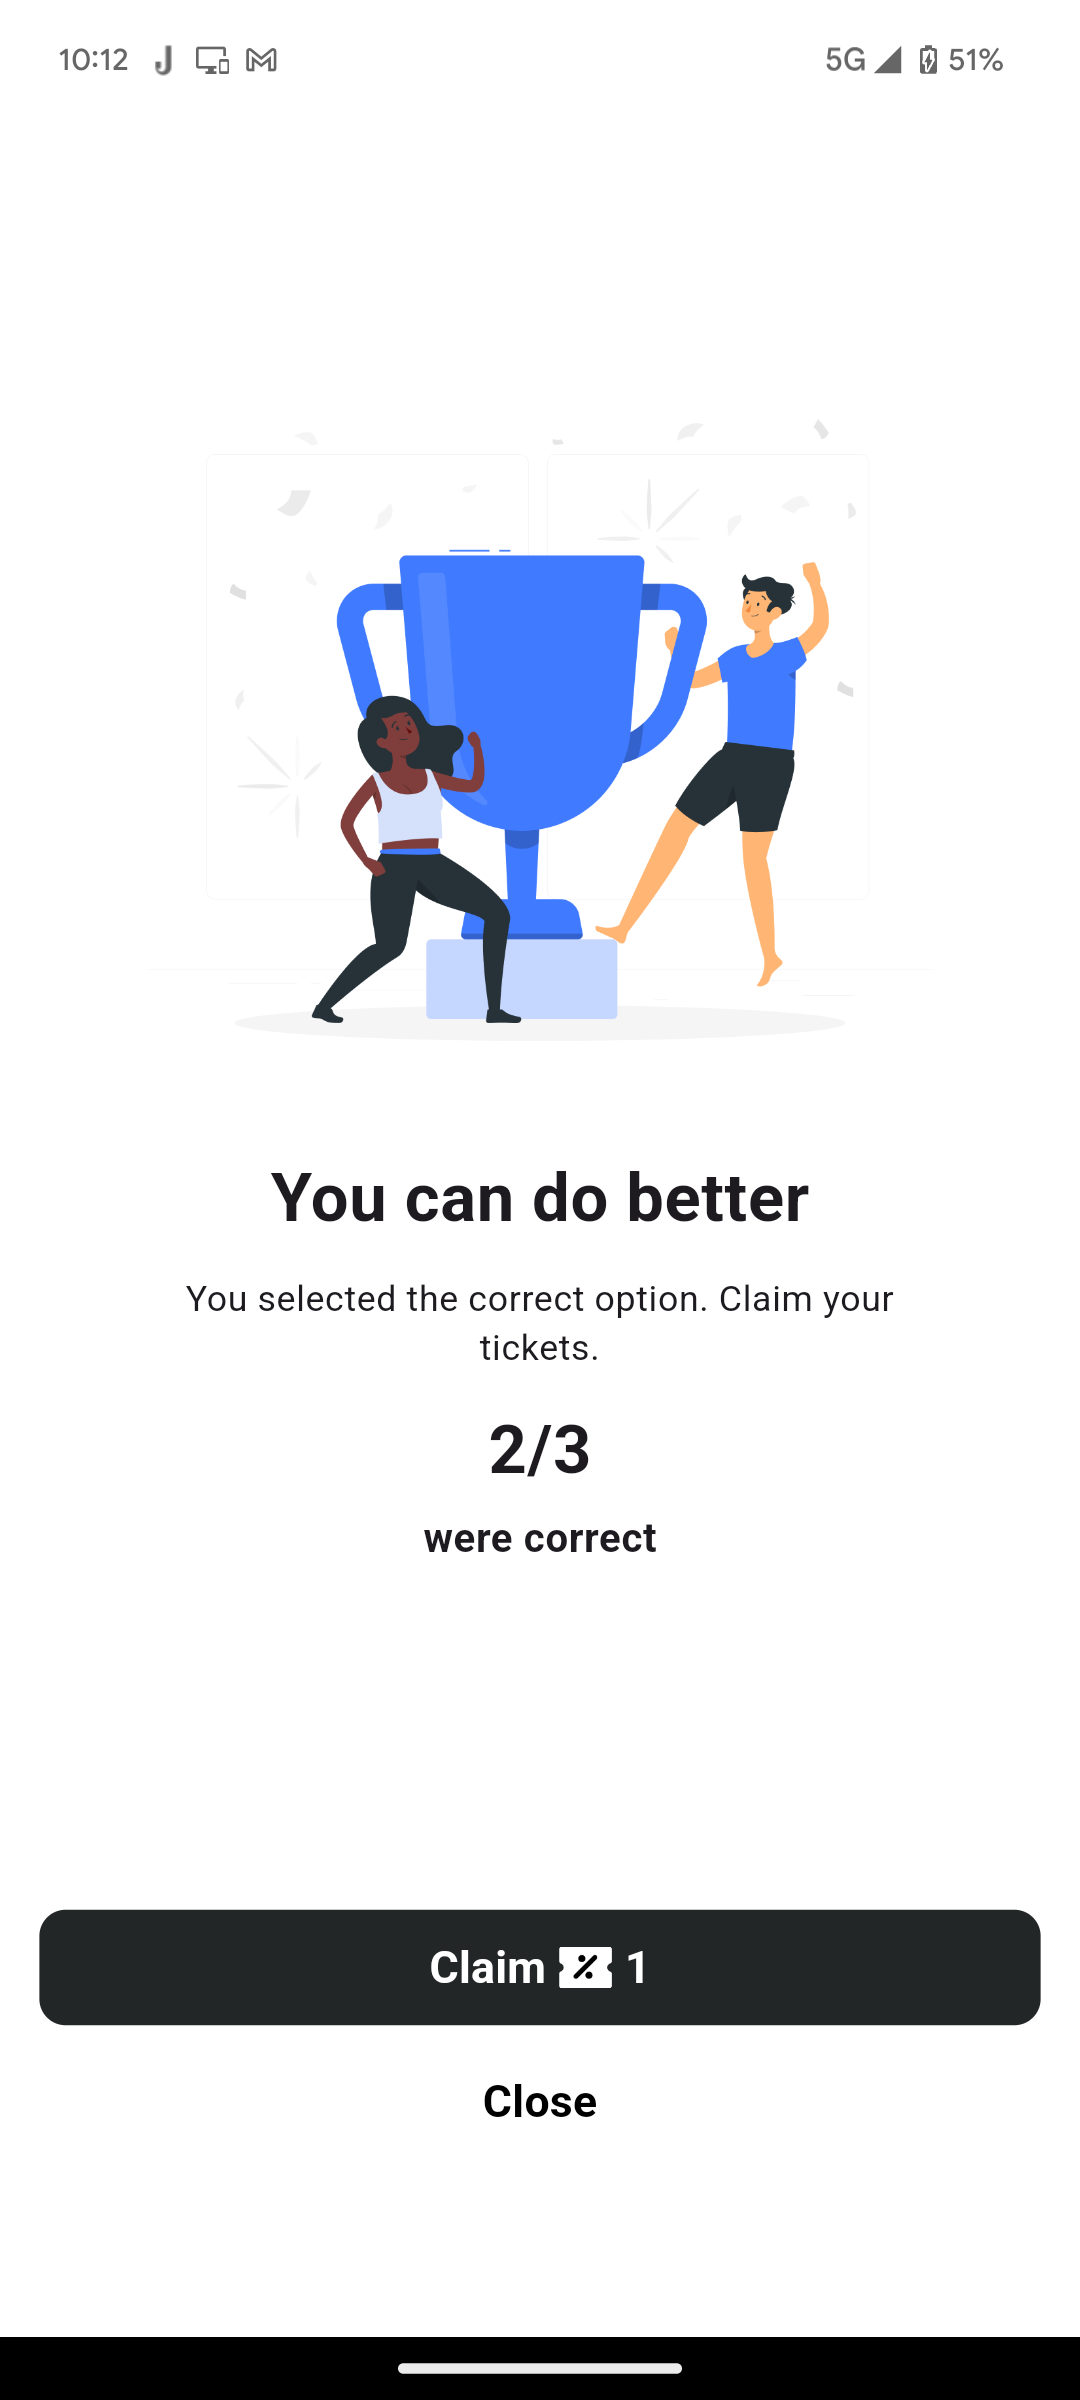 10:12 5G 51%
You can do better
You selected the correct option. Claim your
tickets.
2/3
were correct
Claim 1
Close